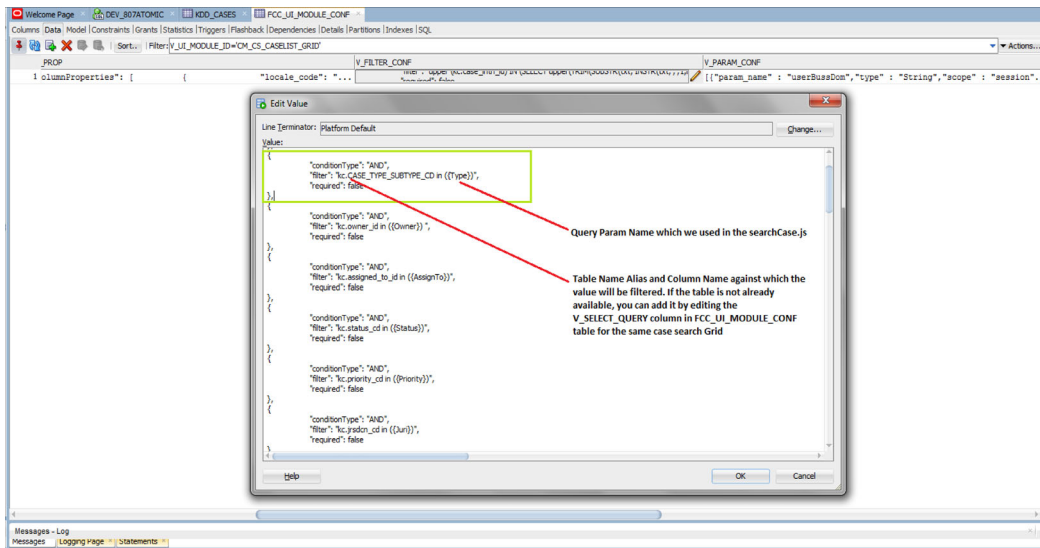 Welcome Page DEV_807ATOMIC KDD_CASES FCC_UI_MODULE_CONF
Columns Data Model |Constraints |Grants |Statistics |Triggers |Flashback |Dependencies |Details |Partitions |Indexes |SQL
Sort.. Filter: V_UI_MODULE_ID='CM_CS_CASELIST_GRID' Actions...
_PROP V_FILTER_CONF V_PARAM_CONF
1 olumnProperties": [ { "locale_code": "... [{"param_name" : "userBussDom","type" : "String","scope" : "session".
Edit Value
Line Terminator: Platform Default Change...
Value:
{
"conditionType": "AND",
"filter": "kc.CASE_TYPE_SUBTYPE_CD in ({Type})",
"required": false
},
{
"conditionType": "AND",
"filter": "kc.owner_id in ({Owner}) ",
"required": false
},
{
"conditionType": "AND",
"filter": "kc.assigned_to_id in ({AssignTo})",
"required": false
},
{
"conditionType": "AND",
"filter": "kc.status_cd in ({Status})",
"required": false
},
{
"conditionType": "AND",
"filter": "kc.priority_cd in ({Priority})",
"required": false
},
{
"conditionType": "AND",
"filter": "kc.jrsdcn_cd in ({Juri})",
"required": false
}
Query Param Name which we used in the searchCase.js
Table Name Alias and Column Name against which the
value will be filtered. If the table is not already
available, you can add it by editing the
V_SELECT_QUERY column in FCC_UI_MODULE_CONF
table for the same case search Grid
Help OK Cancel
Messages - Log
Messages Logging Page Statements